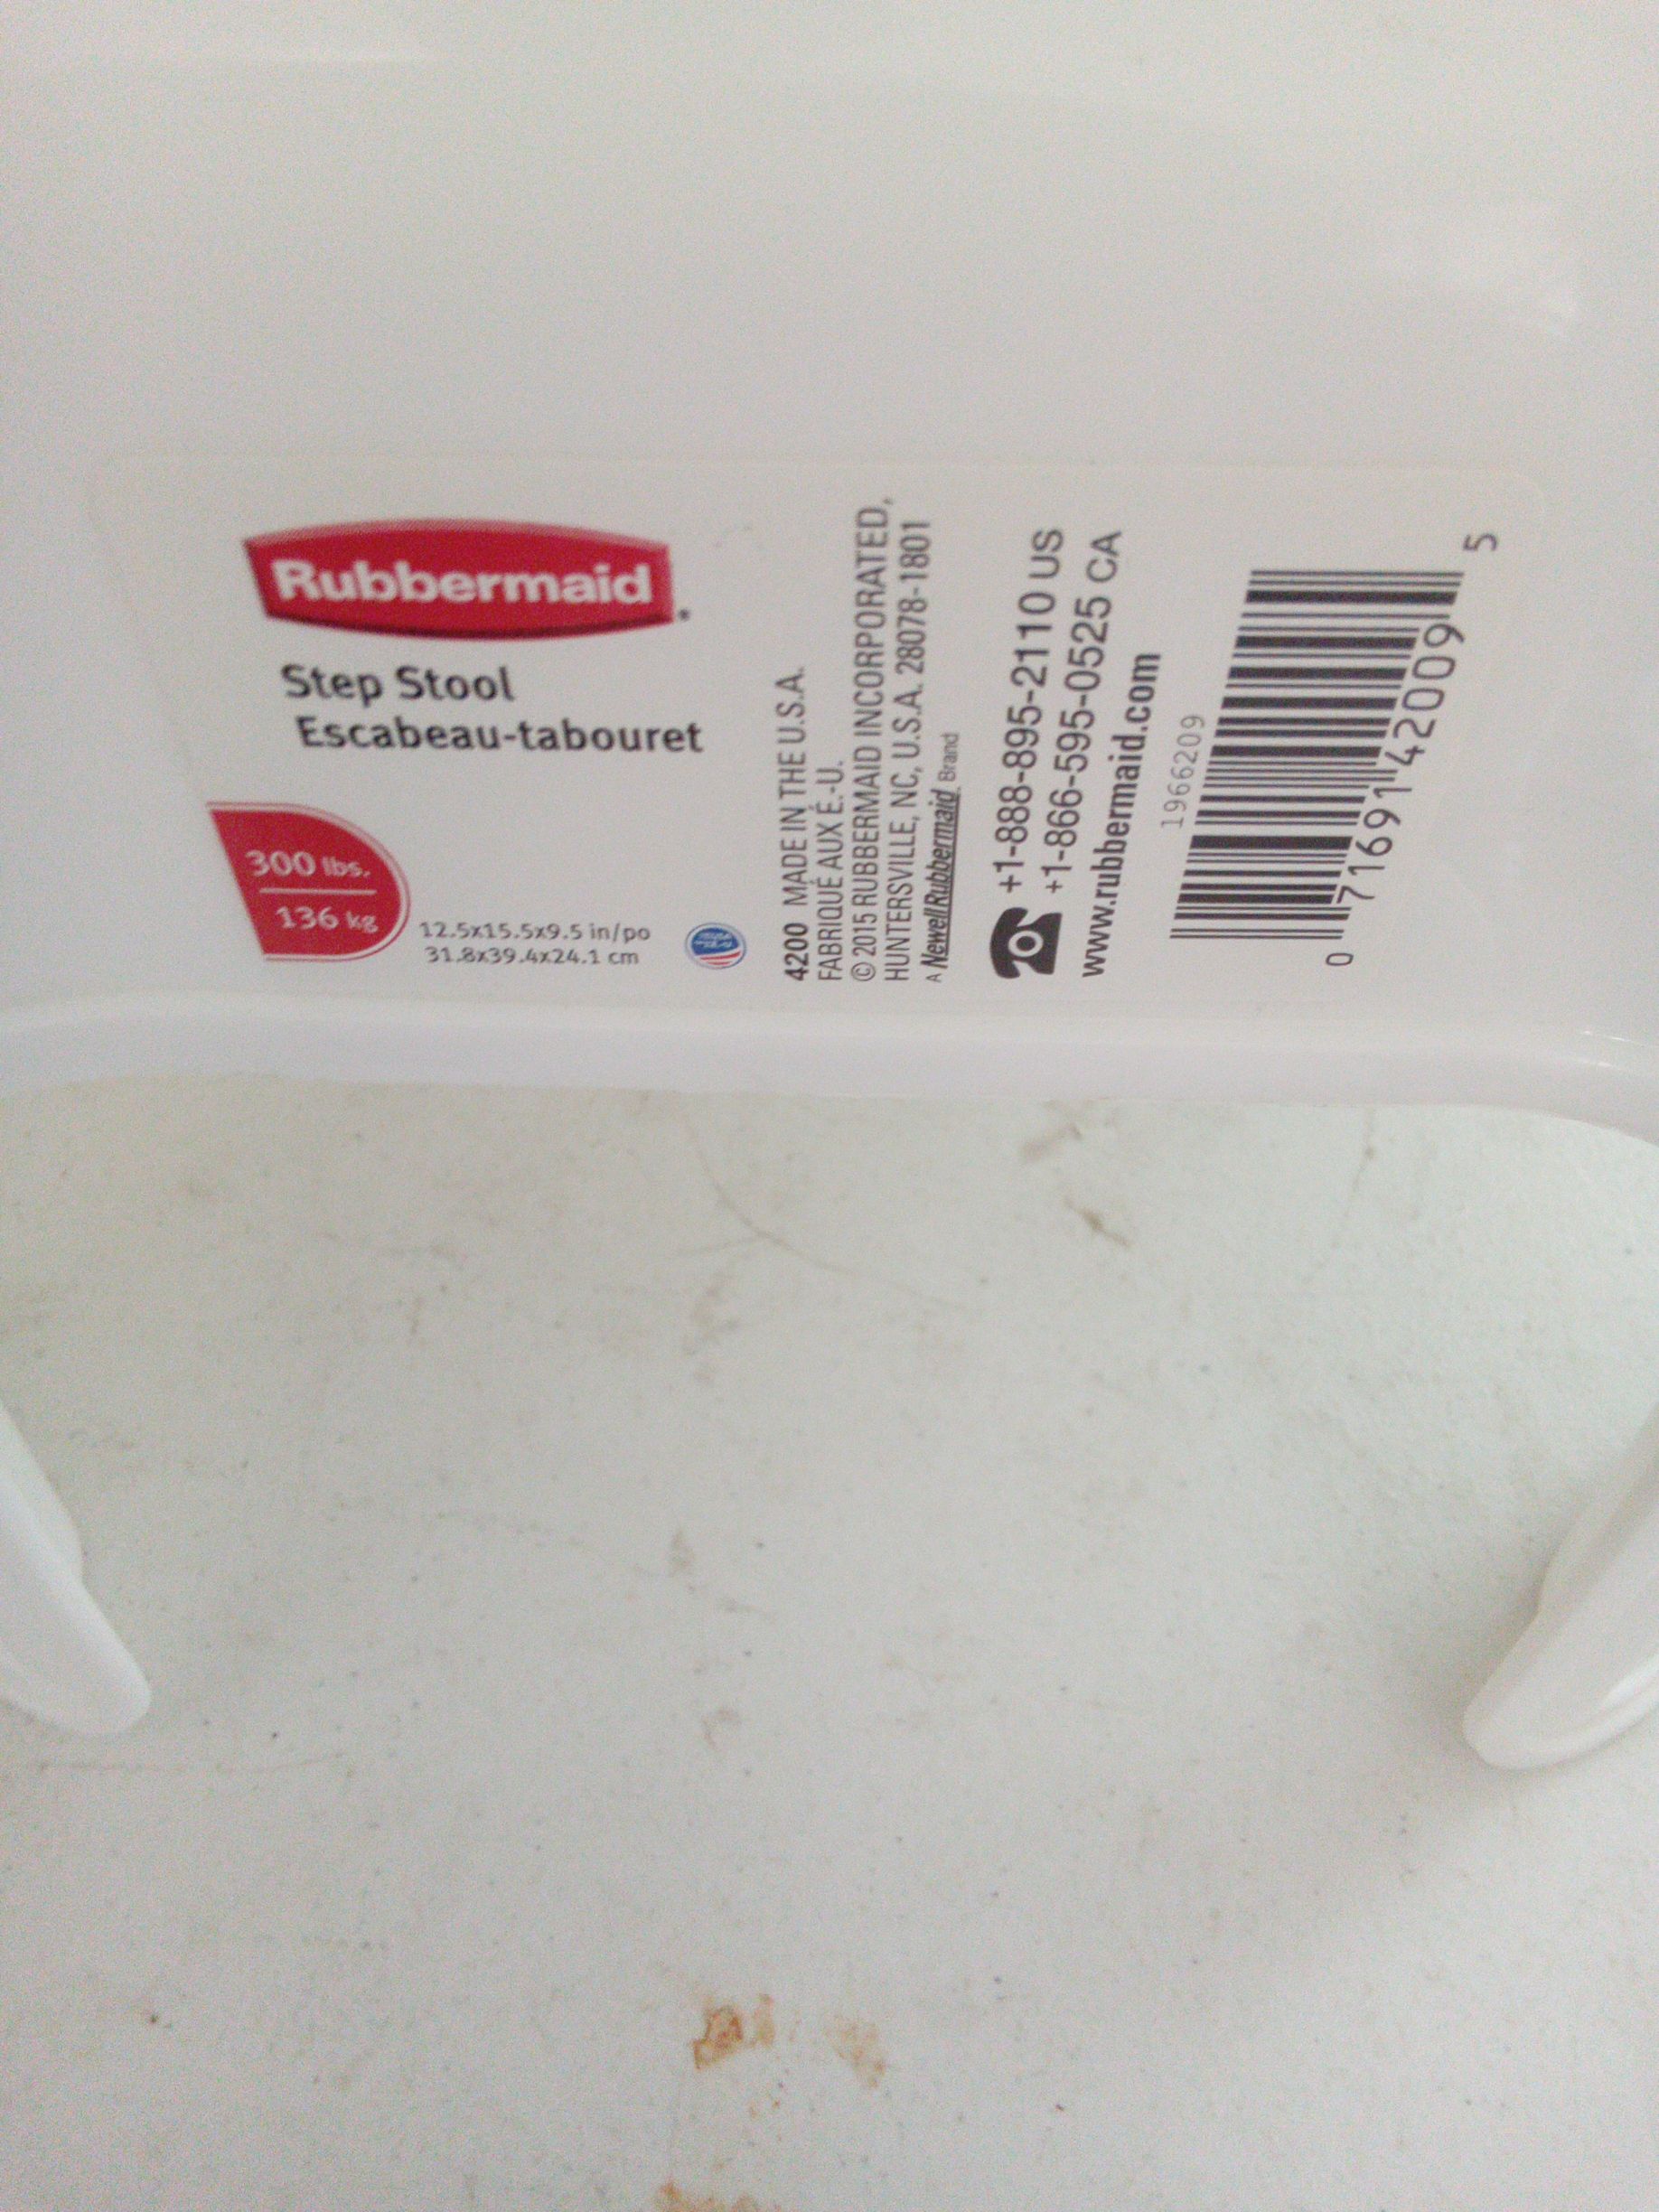 Rubbermaid
Step Stool
Escabeau-tabouret
300 lbs.
136 kg
12.5x15.5x9.5 in/po
31.8x39.4x24.1 cm
4200 MADE IN THE U.S.A.
FABRIQUÉ AUX É.-U.
© 2015 RUBBERMAID INCORPORATED,
HUNTERSVILLE, NC, U.S.A. 28078-1801
A NewellRubbermaid Brand
+1-888-895-2110 US
+1-866-595-0525 CA
www.rubbermaid.com
1966209
0 71691 42009 5